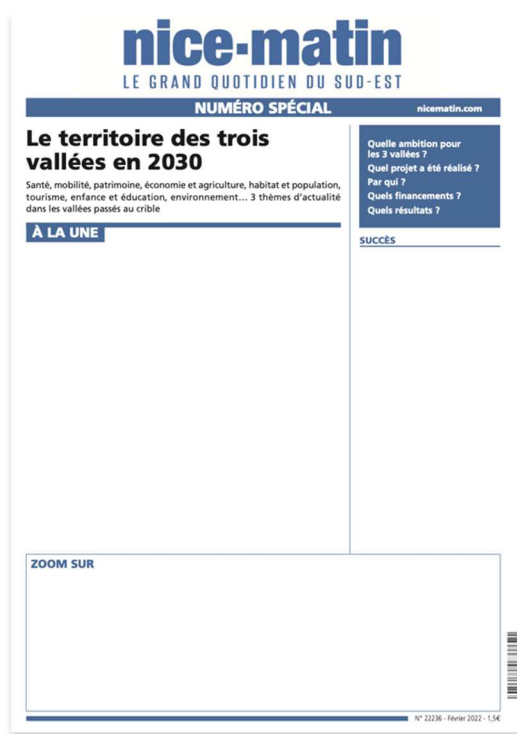 nice-matin
LE GRAND QUOTIDIEN DU SUD-EST
NUMÉRO SPÉCIAL
nicematin.com
Le territoire des trois
vallées en 2030
Santé, mobilité, patrimoine, économie et agriculture, habitat et population,
tourisme, enfance et éducation, environnement... 3 thèmes d'actualité
dans les vallées passés au crible
À LA UNE
Quelle ambition pour
les 3 vallées ?
Quel projet a été réalisé ?
Par qui ?
Quels financements ?
Quels résultats ?
SUCCÈS
ZOOM SUR
N° 22236 - Février 2022 - 1,5€